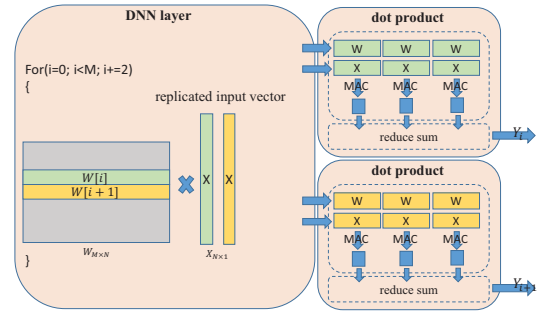 DNN layer
For(i=0; i<M; i+=2)
{
replicated input vector
W[i]
W[i + 1]
X X
W_{M×N}
X_{N×1}
}
dot product
W W W
X X X
MAC MAC MAC
reduce sum
Y_i
dot product
W W W
X X X
MAC MAC MAC
reduce sum
Y_{i+1}